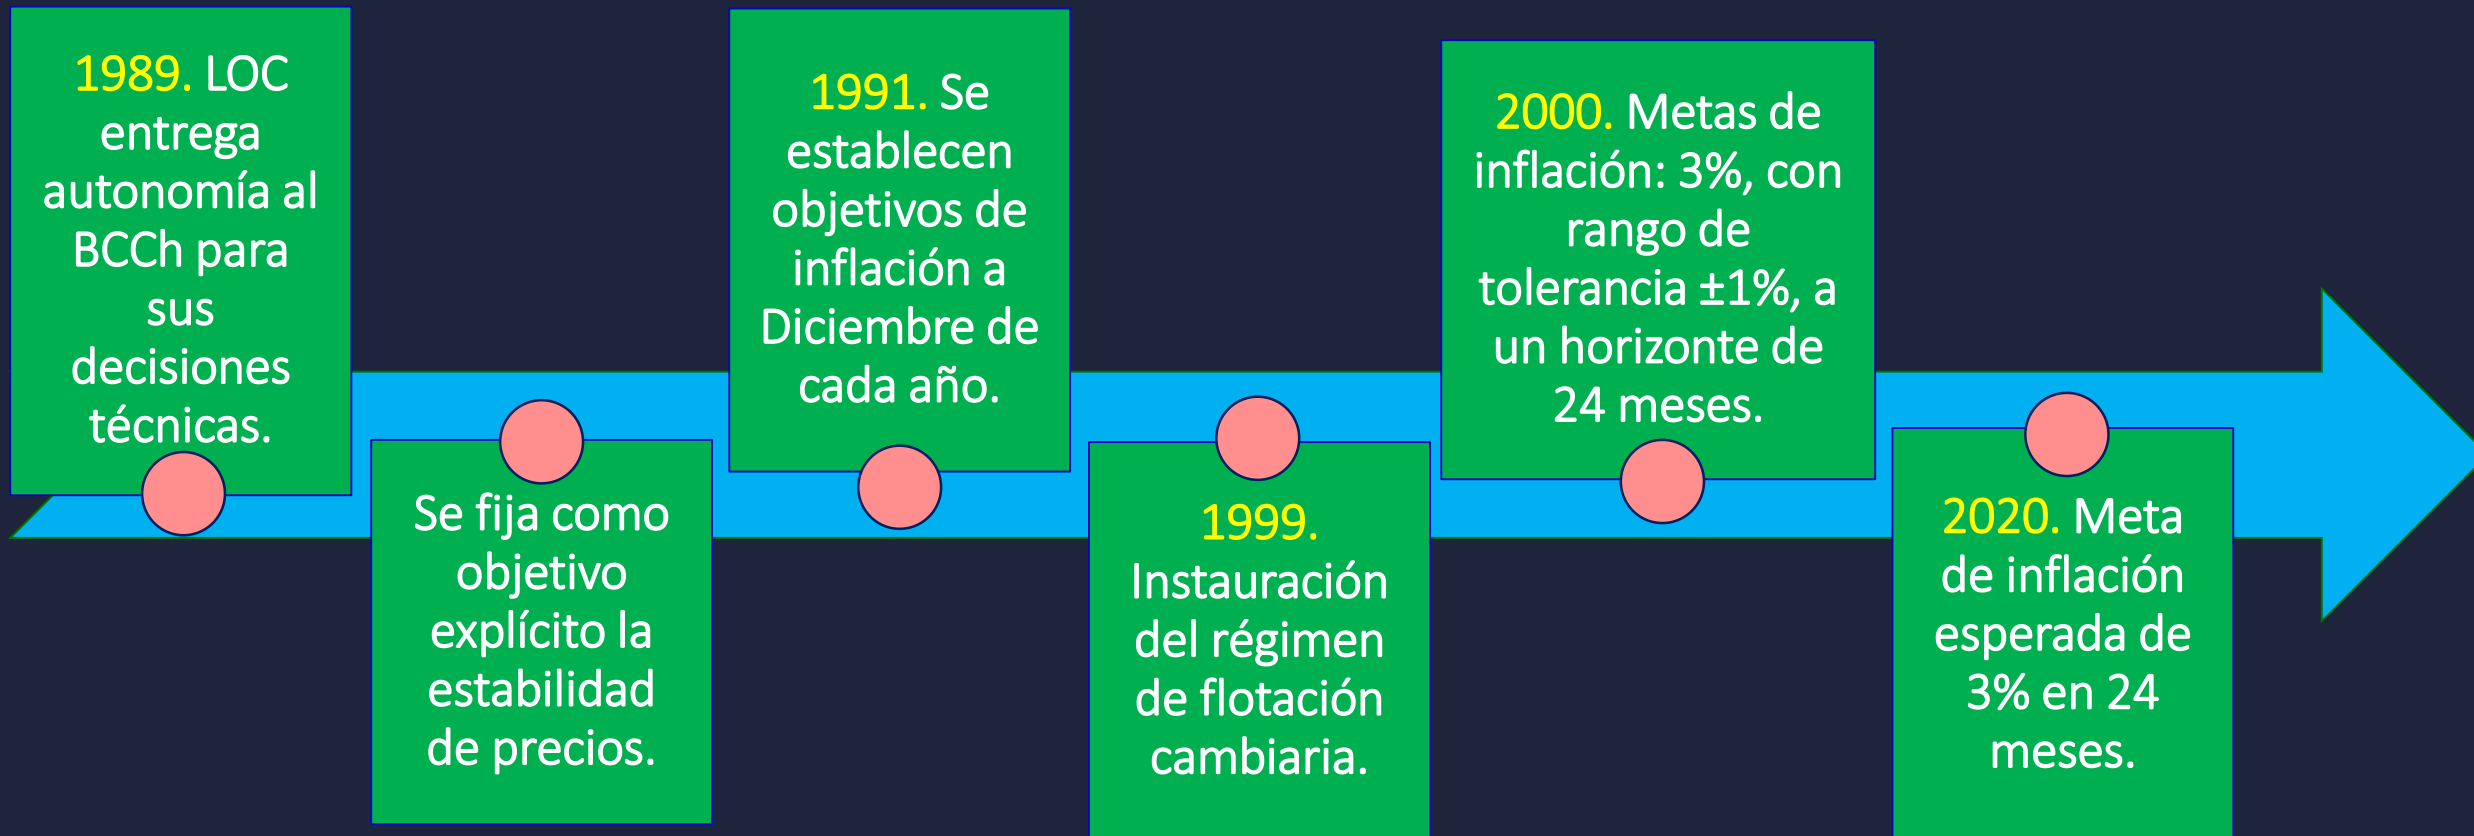 1989. LOC
entrega
autonomía al
BCCh para
sus
decisiones
técnicas.
Se fija como
objetivo
explícito la
estabilidad
de precios.
1991. Se
establecen
objetivos de
inflación a
Diciembre de
cada año.
1999.
Instauración
del régimen
de flotación
cambiaria.
2000. Metas de
inflación: 3%, con
rango de
tolerancia ±1%, a
un horizonte de
24 meses.
2020. Meta
de inflación
esperada de
3% en 24
meses.